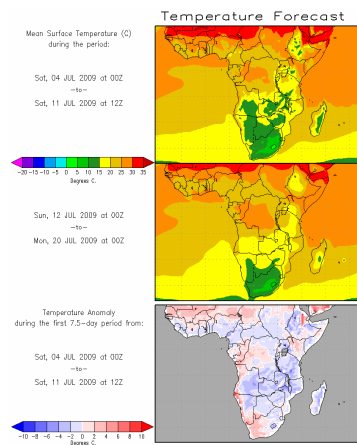 Temperature Forecast
Mean Surface Temperature (C)
during the period:
Sat, 04 JUL 2009 at 00Z
-to-
Sat, 11 JUL 2009 at 12Z
-20 -15 -10 -5 0 5 10 15 20 25 30 35
Degrees C.
Sun, 12 JUL 2009 at 00Z
-to-
Mon, 20 JUL 2009 at 00Z
Temperature Anomaly
during the first 7.5-day period from:
Sat, 04 JUL 2009 at 00Z
-to-
Sat, 11 JUL 2009 at 12Z
-10 -8 -6 -4 -2 0 2 4 6 8 10
Degrees C.